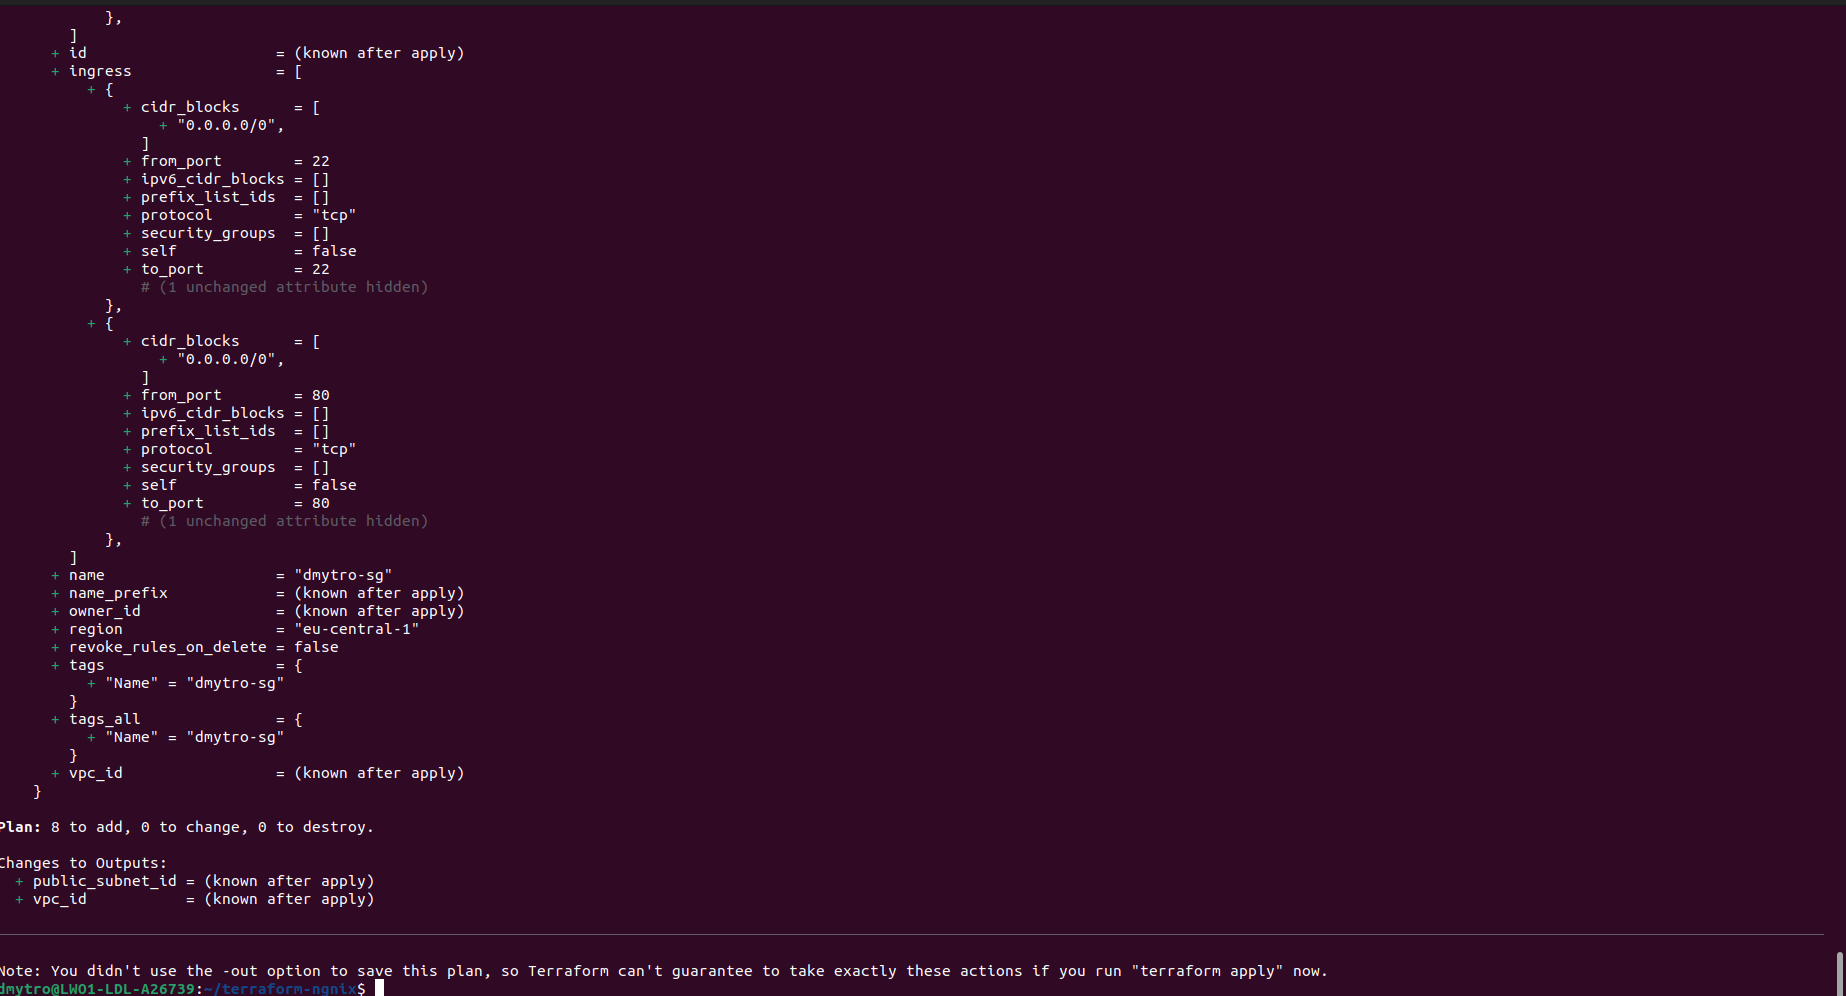 },
        ]
      + id                     = (known after apply)
      + ingress                = [
          + {
              + cidr_blocks      = [
                  + "0.0.0.0/0",
                ]
              + from_port        = 22
              + ipv6_cidr_blocks = []
              + prefix_list_ids  = []
              + protocol         = "tcp"
              + security_groups  = []
              + self             = false
              + to_port          = 22
                # (1 unchanged attribute hidden)
            },
          + {
              + cidr_blocks      = [
                  + "0.0.0.0/0",
                ]
              + from_port        = 80
              + ipv6_cidr_blocks = []
              + prefix_list_ids  = []
              + protocol         = "tcp"
              + security_groups  = []
              + self             = false
              + to_port          = 80
                # (1 unchanged attribute hidden)
            },
        ]
      + name                   = "dmytro-sg"
      + name_prefix            = (known after apply)
      + owner_id               = (known after apply)
      + region                 = "eu-central-1"
      + revoke_rules_on_delete = false
      + tags                   = {
          + "Name" = "dmytro-sg"
        }
      + tags_all               = {
          + "Name" = "dmytro-sg"
        }
      + vpc_id                 = (known after apply)
    }
Plan: 8 to add, 0 to change, 0 to destroy.
Changes to Outputs:
  + public_subnet_id = (known after apply)
  + vpc_id           = (known after apply)
Note: You didn't use the -out option to save this plan, so Terraform can't guarantee to take exactly these actions if you run "terraform apply" now.
dmytro@LWO1-LDL-A26739:~/terraform-ngnix$